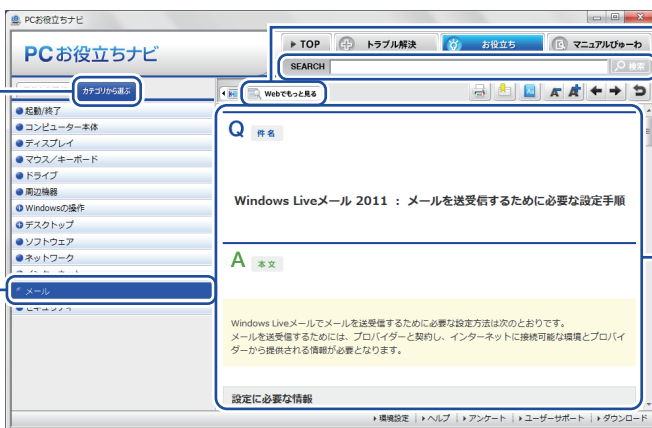 PCお役立ちナビ
PCお役立ちナビ
TOP
トラブル解決
お役立ち
マニュアルびゅーわ
SEARCH
検索
カテゴリから選ぶ
Webでもっと見る
起動/終了
コンピューター本体
ディスプレイ
マウス/キーボード
ドライブ
周辺機器
Windowsの操作
デスクトップ
ソフトウェア
ネットワーク
メール
セキュリティ
Q 件名
Windows Liveメール 2011 : メールを送受信するために必要な設定手順
A 本文
Windows Liveメールでメールを送受信するために必要な設定方法は次のとおりです。
メールを送受信するためには、プロバイダーと契約し、インターネットに接続可能な環境とプロバイ
ダーから提供される情報が必要となります。
設定に必要な情報
環境設定
ヘルプ
アンケート
ユーザーサポート
ダウンロード